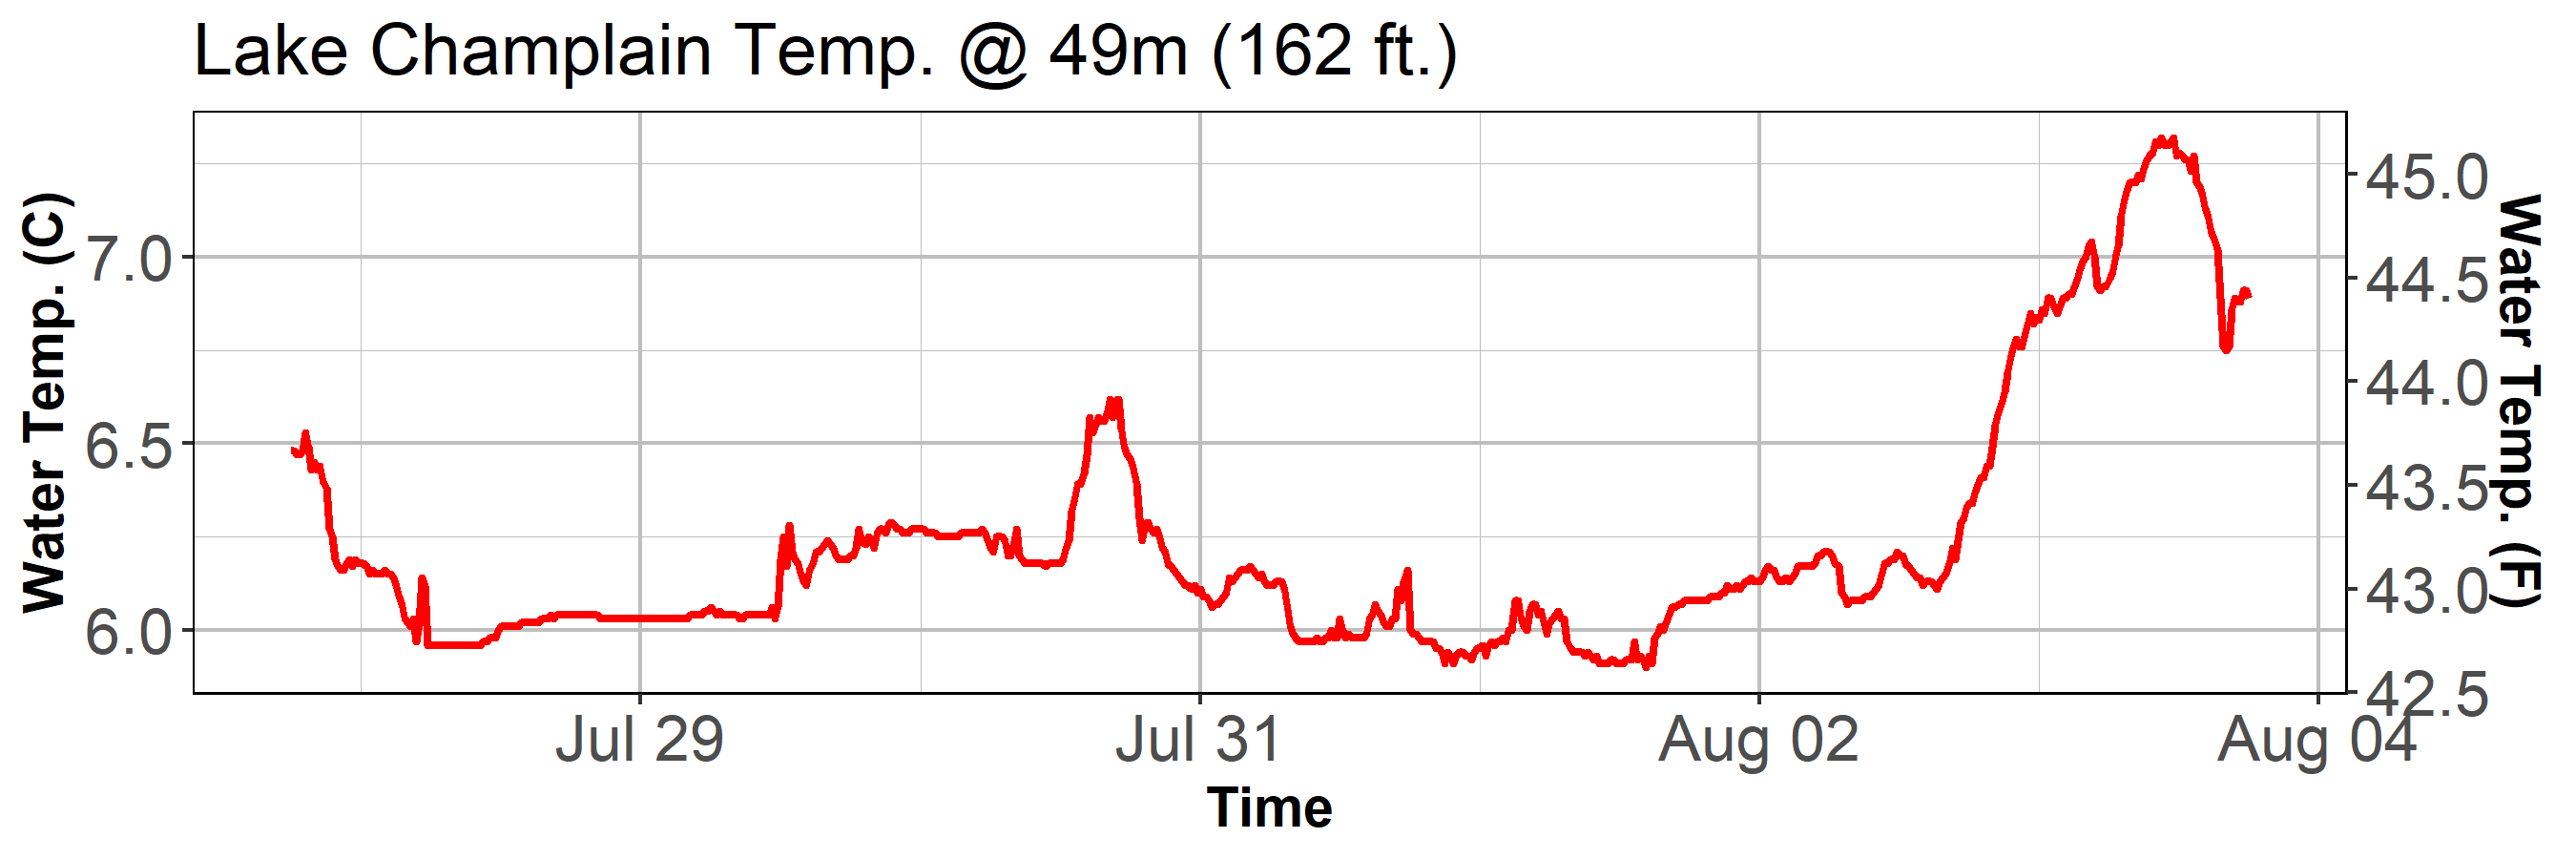 Lake Champlain Temp. @ 49m (162 ft.)
Water Temp. (C)
7.0
6.5
6.0
45.0
44.5
44.0
43.5
43.0
42.5
Water Temp. (F)
Jul 29
Jul 31
Aug 02
Aug 04
Time